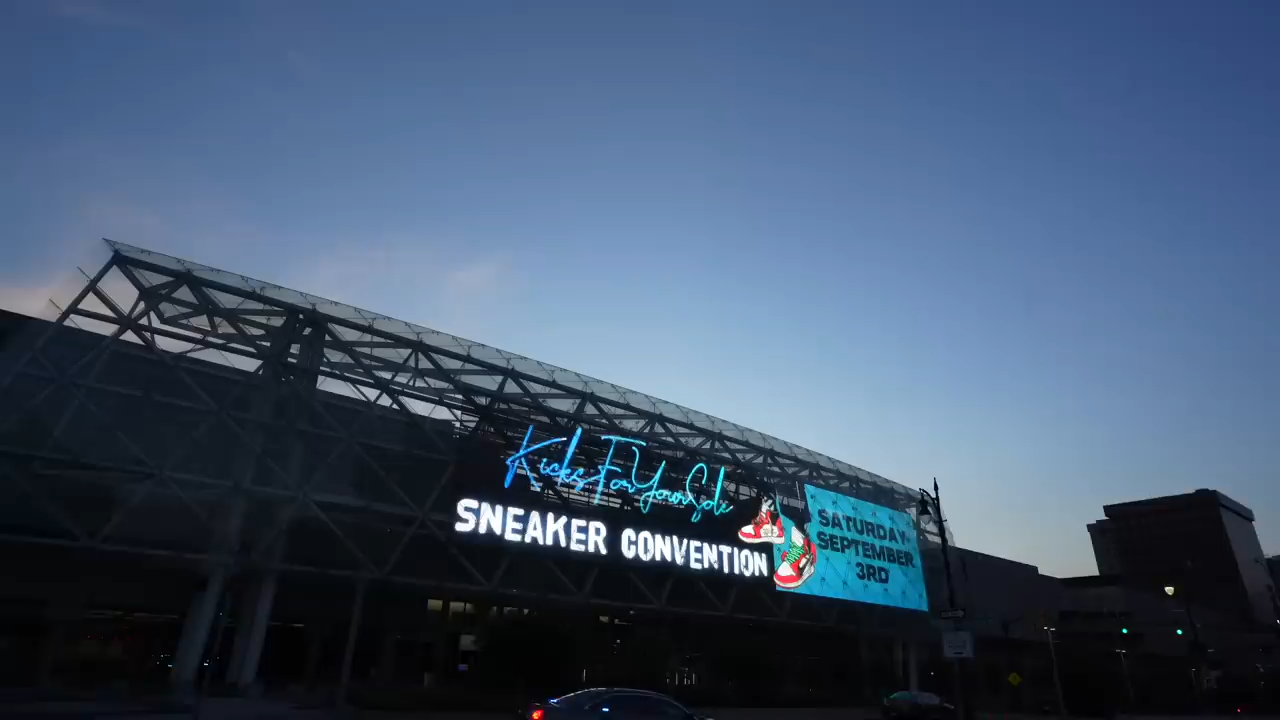 KicksForYourSole
SNEAKER CONVENTION
SATURDAY
SEPTEMBER
3RD